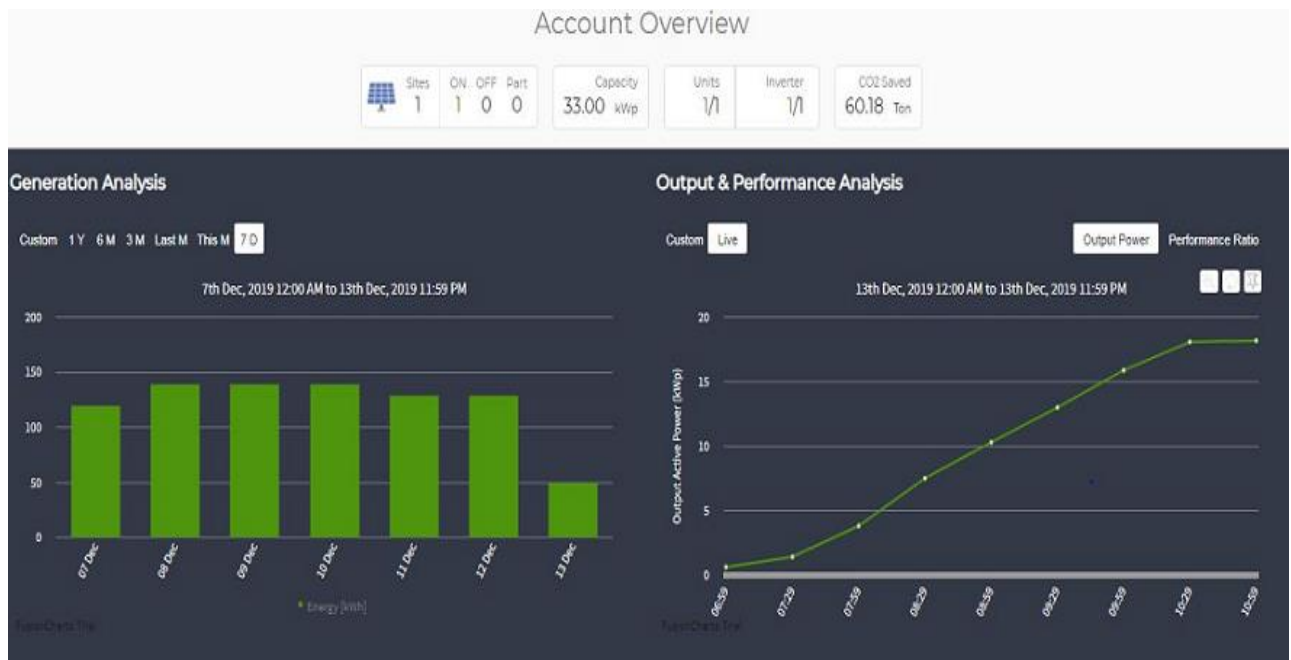 Account Overview
Sites ON OFF Part
1 1 0 0
Capacity
33.00 kWp
Units Inverter
1/1 1/1
CO2 Saved
60.18 Ton
Generation Analysis
Custom 1 Y 6 M 3 M Last M This M 7 D
7th Dec, 2019 12:00 AM to 13th Dec, 2019 11:59 PM
200
150
100
50
0
07 Dec 08 Dec 09 Dec 10 Dec 11 Dec 12 Dec 13 Dec
Energy [kWh]
FusionCharts Trial
Output & Performance Analysis
Custom Live Output Power Performance Ratio
13th Dec, 2019 12:00 AM to 13th Dec, 2019 11:59 PM
Output Active Power (kWp)
20
15
10
5
0
06:59 07:29 07:59 08:29 08:59 09:29 09:59 10:29 10:59
FusionCharts Trial